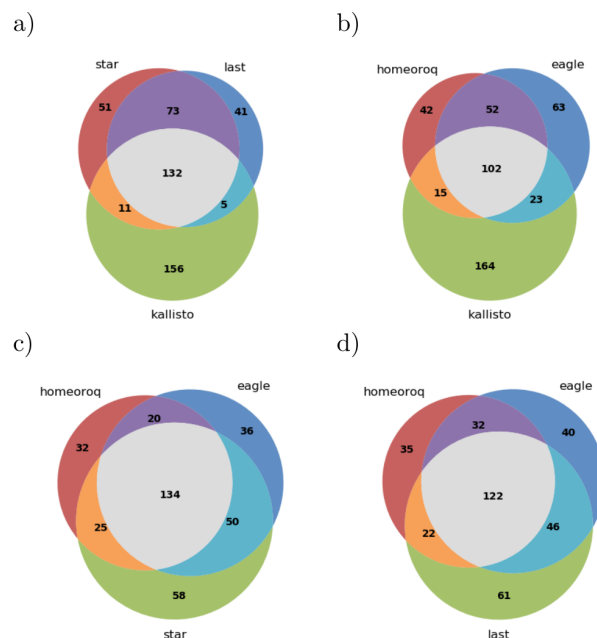 a)
star
last
51
73
41
132
11
5
156
kallisto
b)
homeoroq
eagle
42
52
63
102
15
23
164
kallisto
c)
homeoroq
eagle
20
32
36
134
25
50
58
star
d)
homeoroq
eagle
32
35
40
122
22
46
61
last